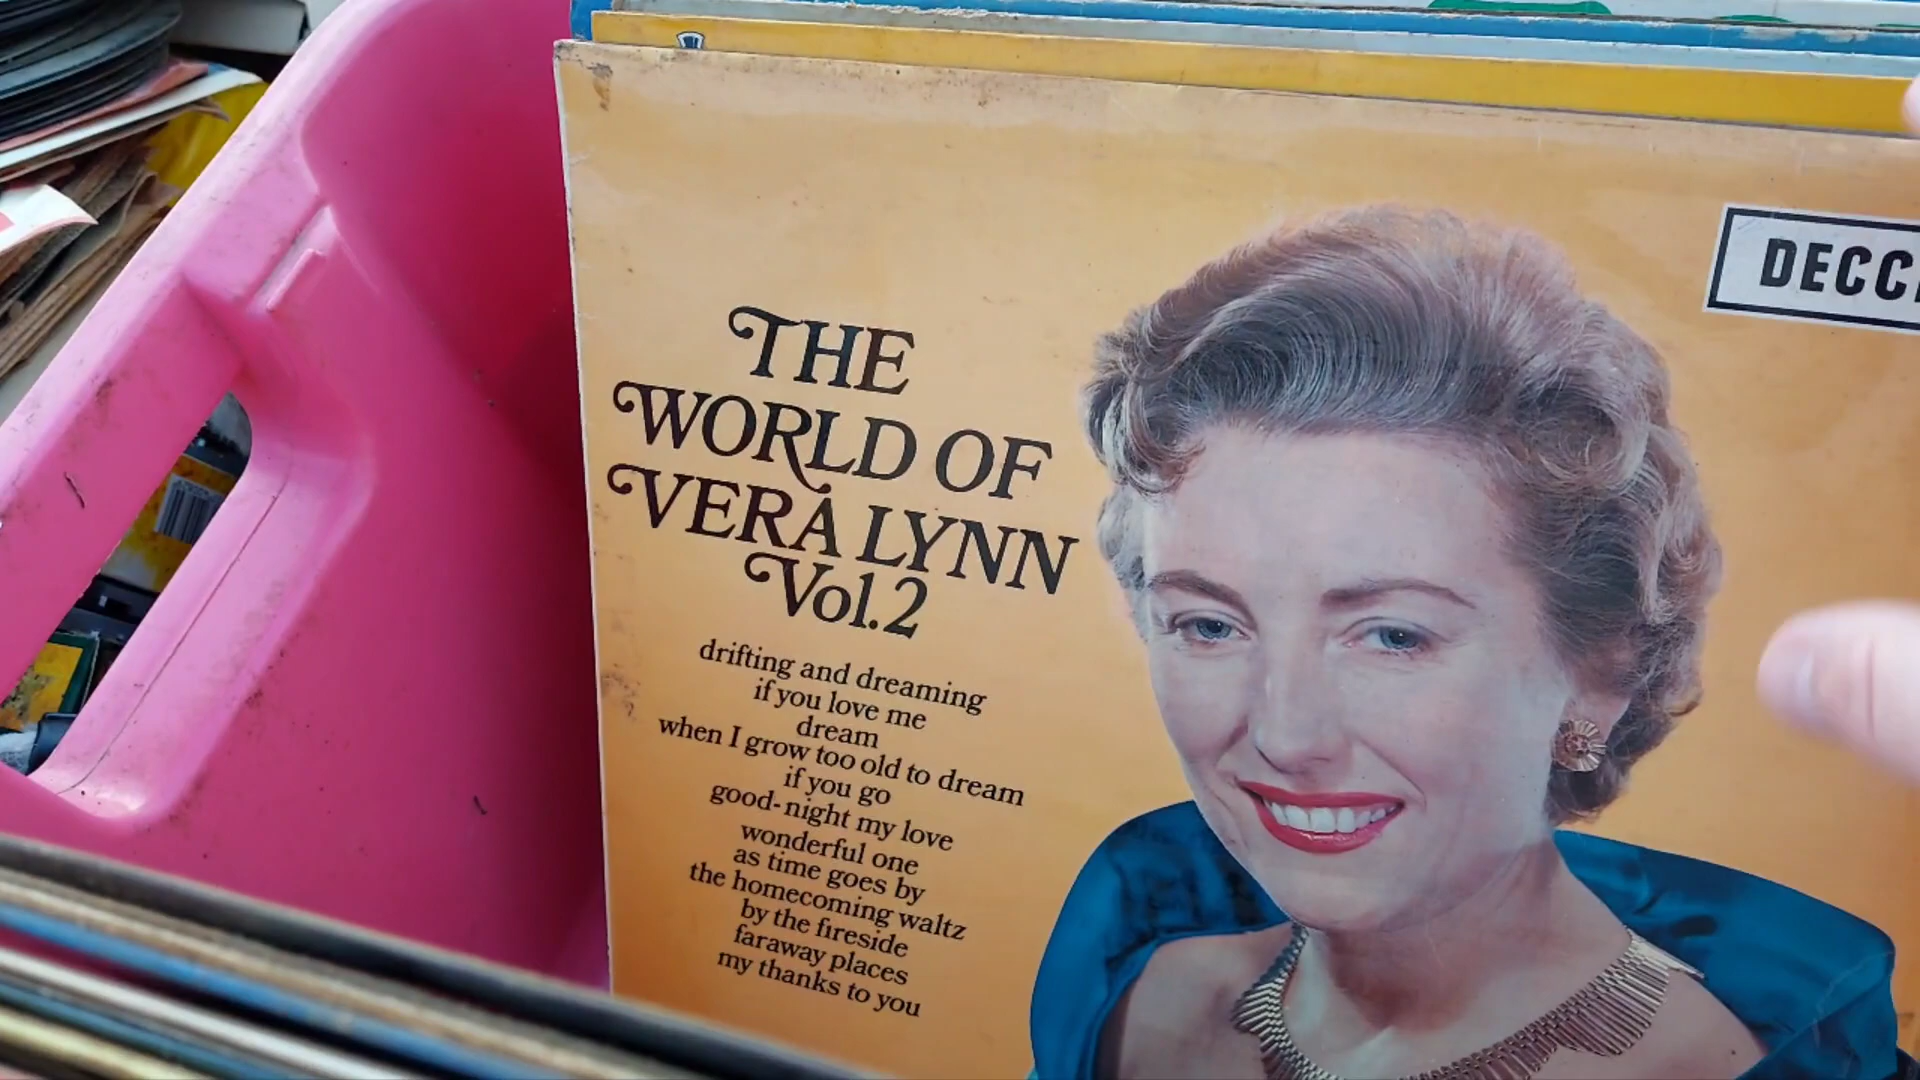 DECC
THE
WORLD OF
VERA LYNN
Vol.2
drifting and dreaming
if you love me
dream
when I grow too old to dream
if you go
good-night my love
wonderful one
as time goes by
the homecoming waltz
by the fireside
faraway places
my thanks to you